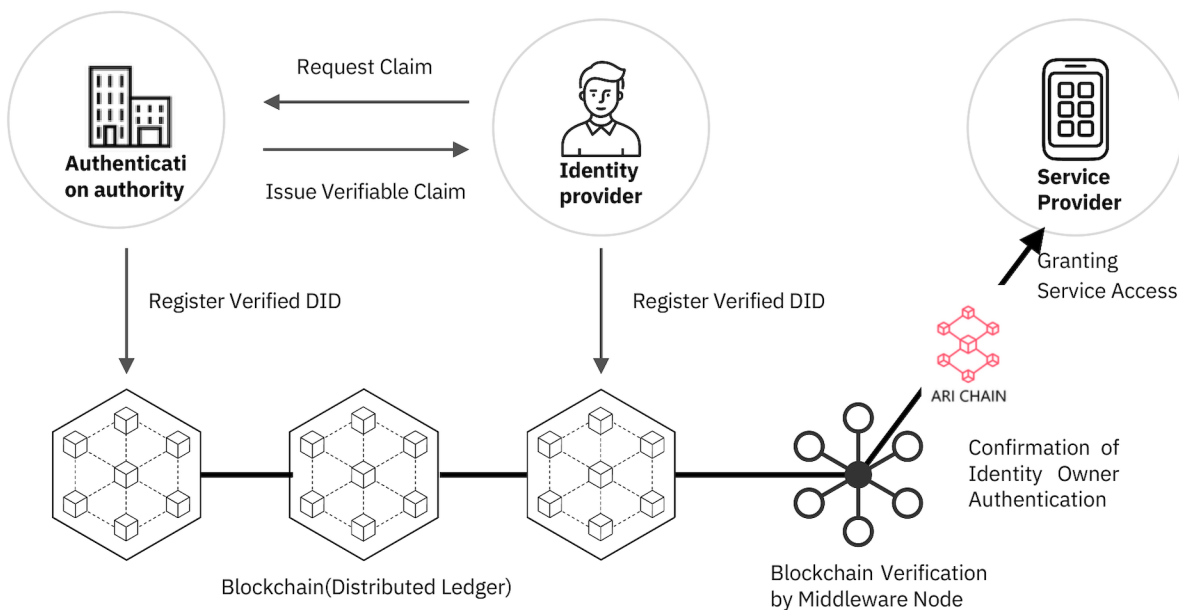 Request Claim
Issue Verifiable Claim
Authenticati
on authority
Identity
provider
Service
Provider
Register Verified DID
Register Verified DID
Granting
Service Access
ARI CHAIN
Confirmation of
Identity Owner
Authentication
Blockchain(Distributed Ledger)
Blockchain Verification
by Middleware Node